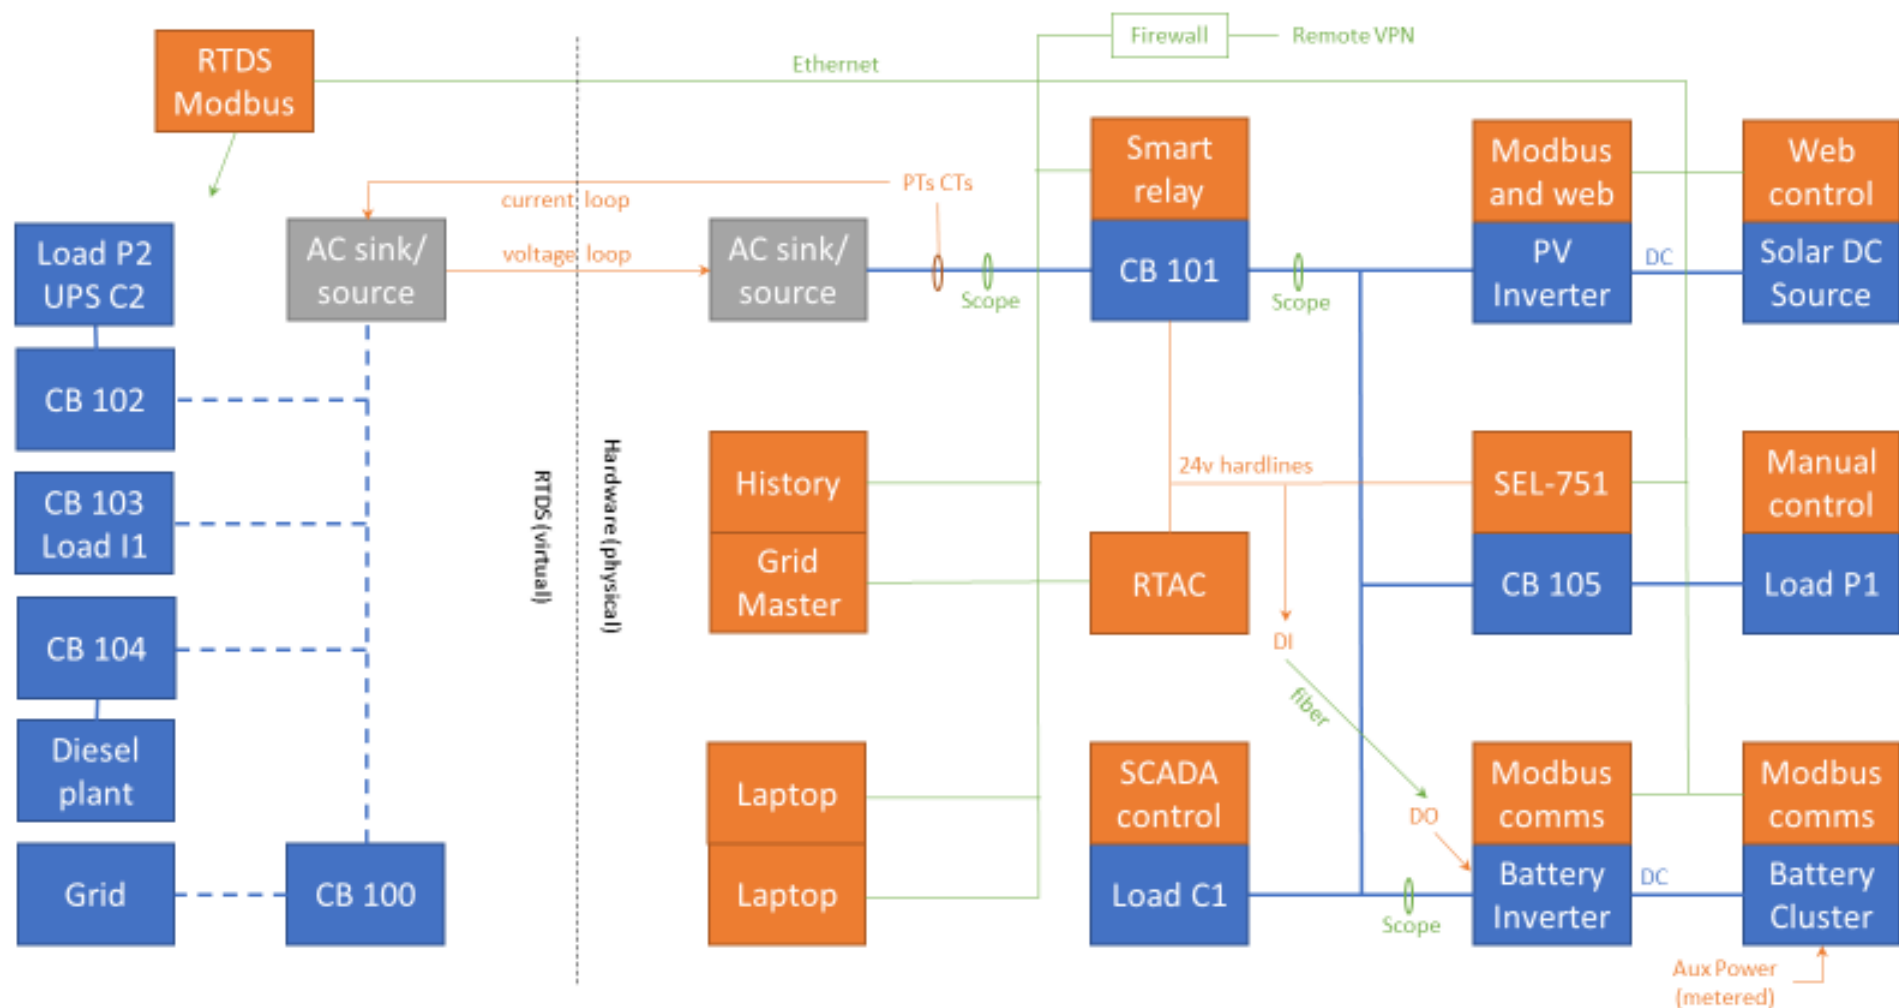 Firewall
Remote VPN
RTDS
Modbus
Ethernet
Smart
relay
Modbus
and web
Web
control
PTs CTs
current loop
Load P2
UPS C2
AC sink/
source
voltage loop
AC sink/
source
Scope
CB 101
Scope
PV
Inverter
DC
Solar DC
Source
CB 102
RTDS (virtual)
Hardware (physical)
History
24v hardlines
SEL-751
Manual
control
CB 103
Load I1
Grid
Master
RTAC
CB 105
Load P1
CB 104
DI
fiber
Diesel
plant
Laptop
SCADA
control
DO
Modbus
comms
Modbus
comms
Grid
CB 100
Laptop
Load C1
Scope
Battery
Inverter
DC
Battery
Cluster
Aux Power
(metered)